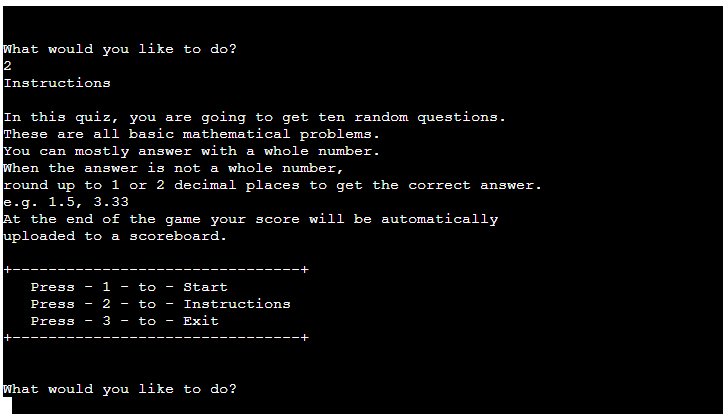 What would you like to do?
2
Instructions
In this quiz, you are going to get ten random questions.
These are all basic mathematical problems.
You can mostly answer with a whole number.
When the answer is not a whole number,
round up to 1 or 2 decimal places to get the correct answer.
e.g. 1.5, 3.33
At the end of the game your score will be automatically
uploaded to a scoreboard.
+--------------------------------+
Press - 1 - to - Start
Press - 2 - to - Instructions
Press - 3 - to - Exit
+--------------------------------+
What would you like to do?